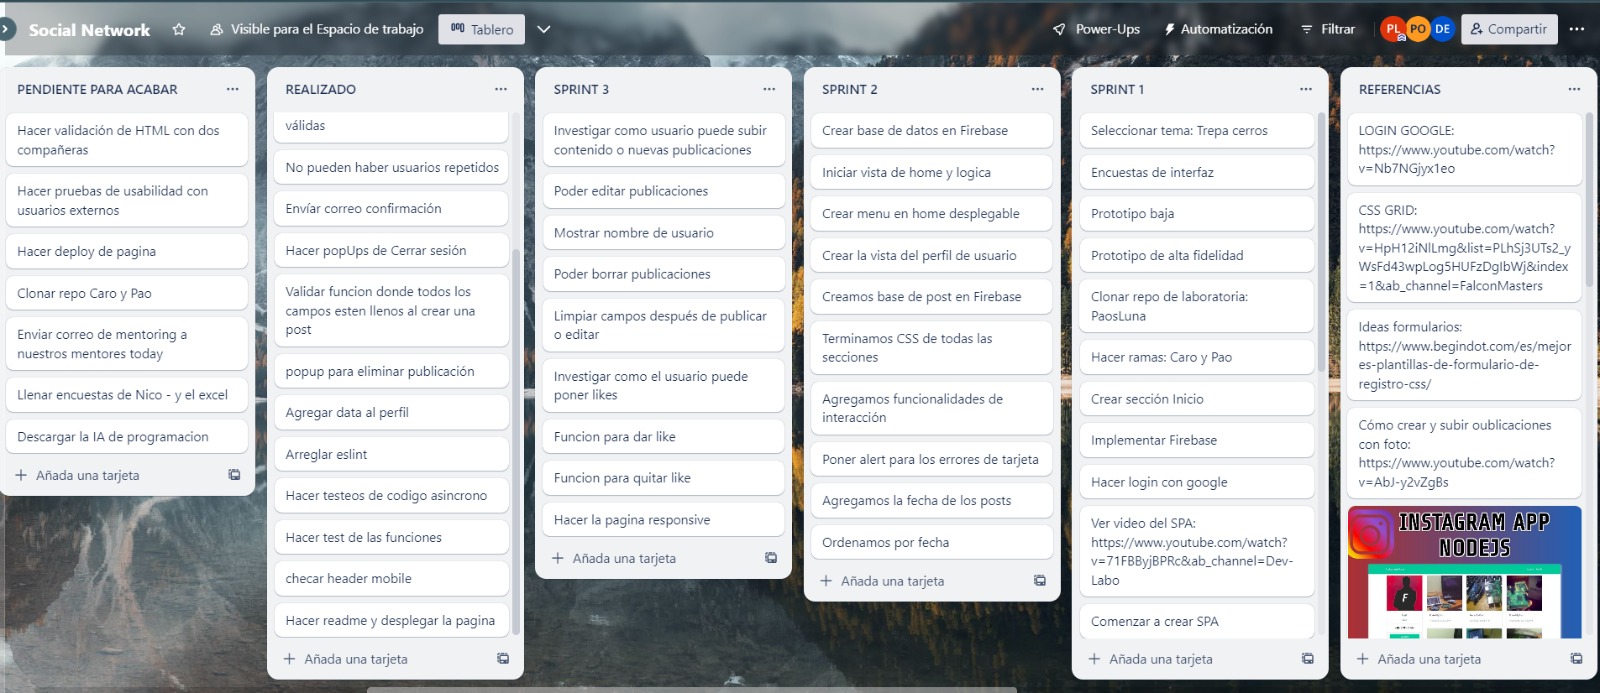 Social Network
Visible para el Espacio de trabajo
Tablero
Power-Ups
Automatización
Filtrar
PL
PO
DE
Compartir
PENDIENTE PARA ACABAR
Hacer validación de HTML con dos
compañeras
Hacer pruebas de usabilidad con
usuarios externos
Hacer deploy de pagina
Clonar repo Caro y Pao
Enviar correo de mentoring a
nuestros mentores today
Llenar encuestas de Nico - y el excel
Descargar la IA de programacion
+ Añada una tarjeta
REALIZADO
válidas
No pueden haber usuarios repetidos
Envíar correo confirmación
Hacer popUps de Cerrar sesión
Validar funcion donde todos los
campos esten llenos al crear una
post
popup para eliminar publicación
Agregar data al perfil
Arreglar eslint
Hacer testeos de codigo asincrono
Hacer test de las funciones
checar header mobile
Hacer readme y desplegar la pagina
+ Añada una tarjeta
SPRINT 3
Investigar como usuario puede subir
contenido o nuevas publicaciones
Poder editar publicaciones
Mostrar nombre de usuario
Poder borrar publicaciones
Limpiar campos después de publicar
o editar
Investigar como el usuario puede
poner likes
Funcion para dar like
Funcion para quitar like
Hacer la pagina responsive
+ Añada una tarjeta
SPRINT 2
Crear base de datos en Firebase
Iniciar vista de home y logica
Crear menu en home desplegable
Crear la vista del perfil de usuario
Creamos base de post en Firebase
Terminamos CSS de todas las
secciones
Agregamos funcionalidades de
interacción
Poner alert para los errores de tarjeta
Agregamos la fecha de los posts
Ordenamos por fecha
+ Añada una tarjeta
SPRINT 1
Seleccionar tema: Trepa cerros
Encuestas de interfaz
Prototipo baja
Prototipo de alta fidelidad
Clonar repo de laboratoria:
PaosLuna
Hacer ramas: Caro y Pao
Crear sección Inicio
Implementar Firebase
Hacer login con google
Ver video del SPA:
https://www.youtube.com/watch?
v=71FBByjBPRc&ab_channel=Dev-
Labo
Comenzar a crear SPA
+ Añada una tarjeta
REFERENCIAS
LOGIN GOOGLE:
https://www.youtube.com/watch?
v=Nb7NGjyx1eo
CSS GRID:
https://www.youtube.com/watch?
v=HpH12iNlLmg&list=PLhSj3UTs2_y
WsFd43wpLog5HUFzDgIbWj&index
=1&ab_channel=FalconMasters
Ideas formularios:
https://www.begindot.com/es/mejor
es-plantillas-de-formulario-de-
registro-css/
Cómo crear y subir oublicaciones
con foto:
https://www.youtube.com/watch?
v=AbJ-y2vZgBs
INSTAGRAM APP
NODEJS
F
+ Añada una tarjeta